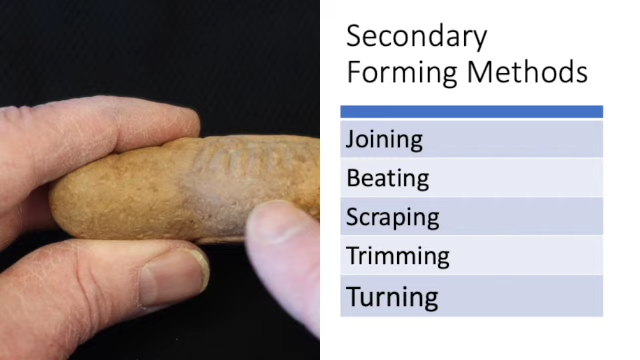 Secondary
Forming Methods
Joining
Beating
Scraping
Trimming
Turning